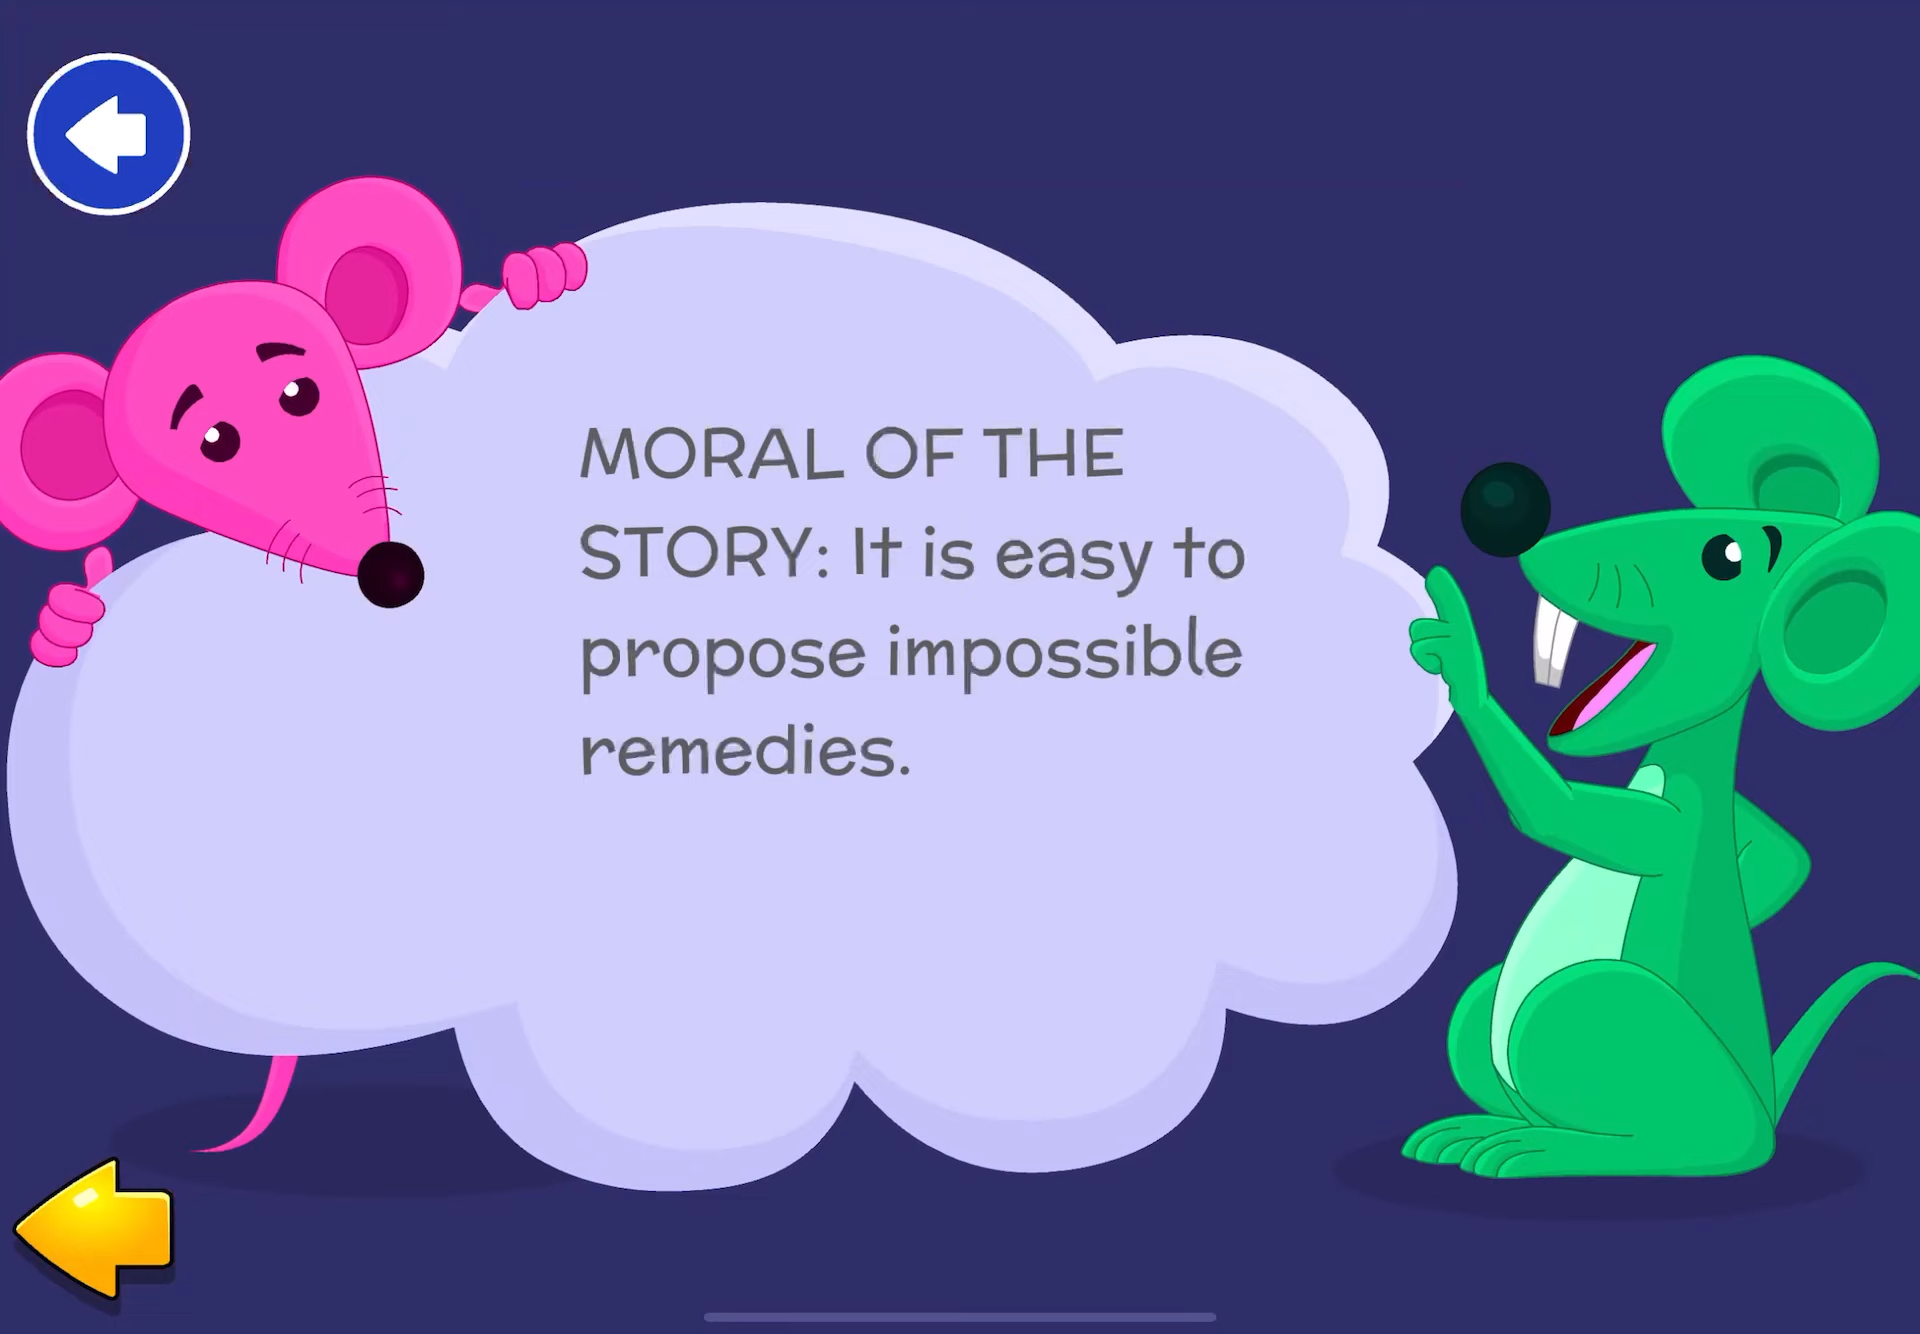 MORAL OF THE
STORY: It is easy to
propose impossible
remedies.